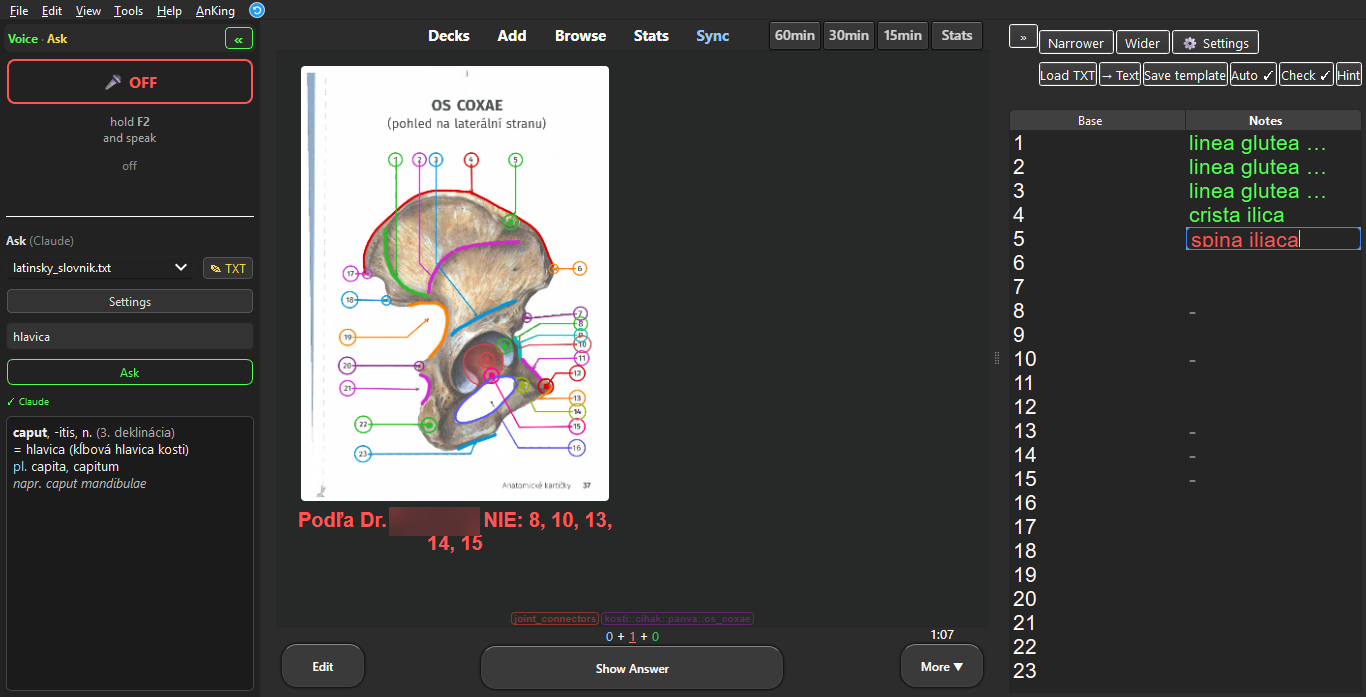 File Edit View Tools Help AnKing
Voice · Ask
«
OFF
hold F2
and speak
off
Ask (Claude)
latinsky_slovnik.txt
TXT
Settings
hlavica
Ask
✓ Claude
caput, -itis, n. (3. deklinácia)
= hlavica (kĺbová hlavica kosti)
pl. capita, capitum
napr. caput mandibulae
Decks Add Browse Stats Sync
60min 30min 15min Stats
OS COXAE
(pohled na laterální stranu)
1 2 3 4 5
17
6
18
7
8
19
9
10
11
20
12
21
13
14
22
15
16
23
Anatomické kartičky 37
Podľa Dr. NIE: 8, 10, 13,
14, 15
joint_connectors kosti::cihak::panva::os_coxae
0 + 1 + 0
1:07
Edit
Show Answer
More ▼
» Narrower Wider Settings
Load TXT → Text Save template Auto ✓ Check ✓ Hint
Base Notes
1 linea glutea …
2 linea glutea …
3 linea glutea …
4 crista ilica
5 spina iliaca
6
7
8 -
9
10 -
11
12
13 -
14 -
15 -
16
17
18
19
20
21
22
23